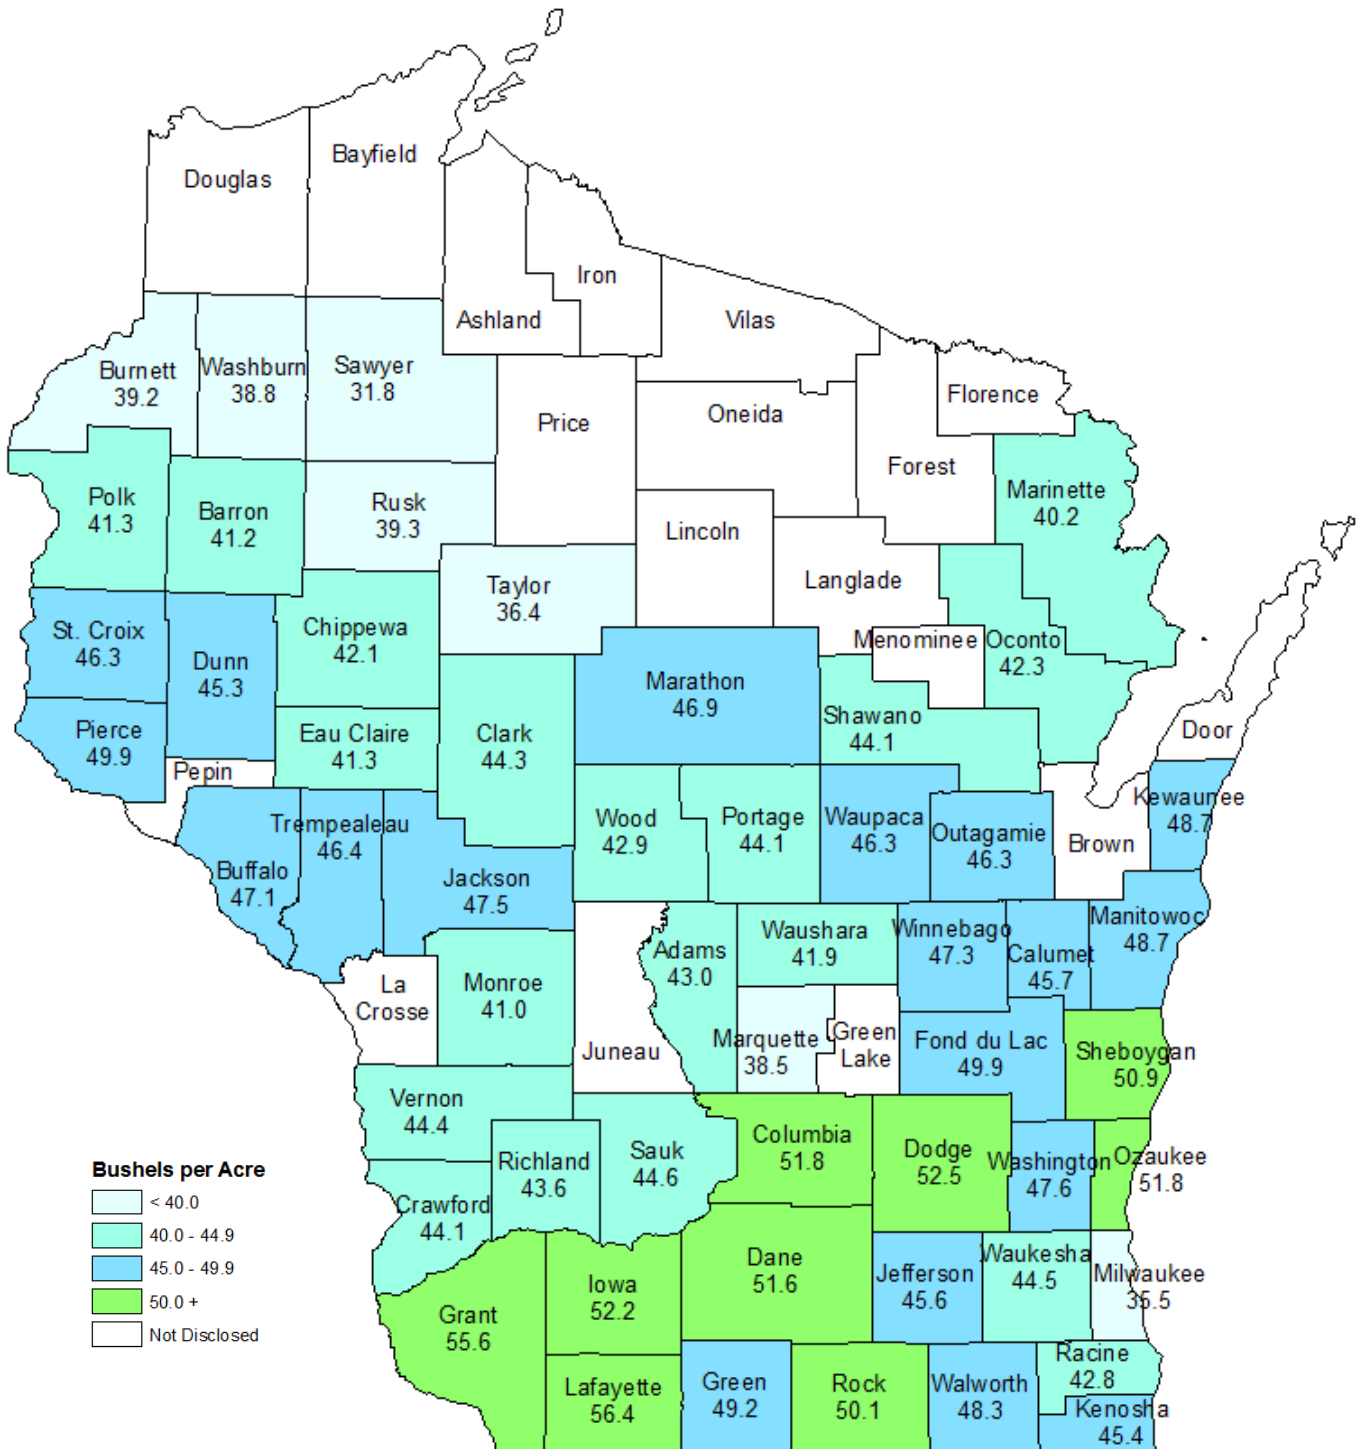 Bayfield
Douglas
Iron
Ashland
Vilas
Burnett
39.2
Washburn
38.8
Sawyer
31.8
Price
Oneida
Florence
Forest
Polk
41.3
Barron
41.2
Rusk
39.3
Marinette
40.2
Lincoln
Langlade
Taylor
36.4
St. Croix
46.3
Dunn
45.3
Chippewa
42.1
Menominee
Oconto
42.3
Marathon
46.9
Pierce
49.9
Eau Claire
41.3
Clark
44.3
Shawano
44.1
Door
Pepin
Trempealeau
46.4
Wood
42.9
Portage
44.1
Waupaca
46.3
Outagamie
46.3
Brown
Kewaunee
48.7
Buffalo
47.1
Jackson
47.5
Adams
43.0
Waushara
41.9
Winnebago
47.3
Calumet
45.7
Manitowoc
48.7
La
Crosse
Monroe
41.0
Juneau
Marquette
38.5
Green
Lake
Fond du Lac
49.9
Sheboygan
50.9
Vernon
44.4
Richland
43.6
Sauk
44.6
Columbia
51.8
Dodge
52.5
Washington
47.6
Ozaukee
51.8
Crawford
44.1
Bushels per Acre
< 40.0
40.0 - 44.9
45.0 - 49.9
50.0 +
Not Disclosed
Grant
55.6
Iowa
52.2
Dane
51.6
Jefferson
45.6
Waukesha
44.5
Milwaukee
35.5
Lafayette
56.4
Green
49.2
Rock
50.1
Walworth
48.3
Racine
42.8
Kenosha
45.4